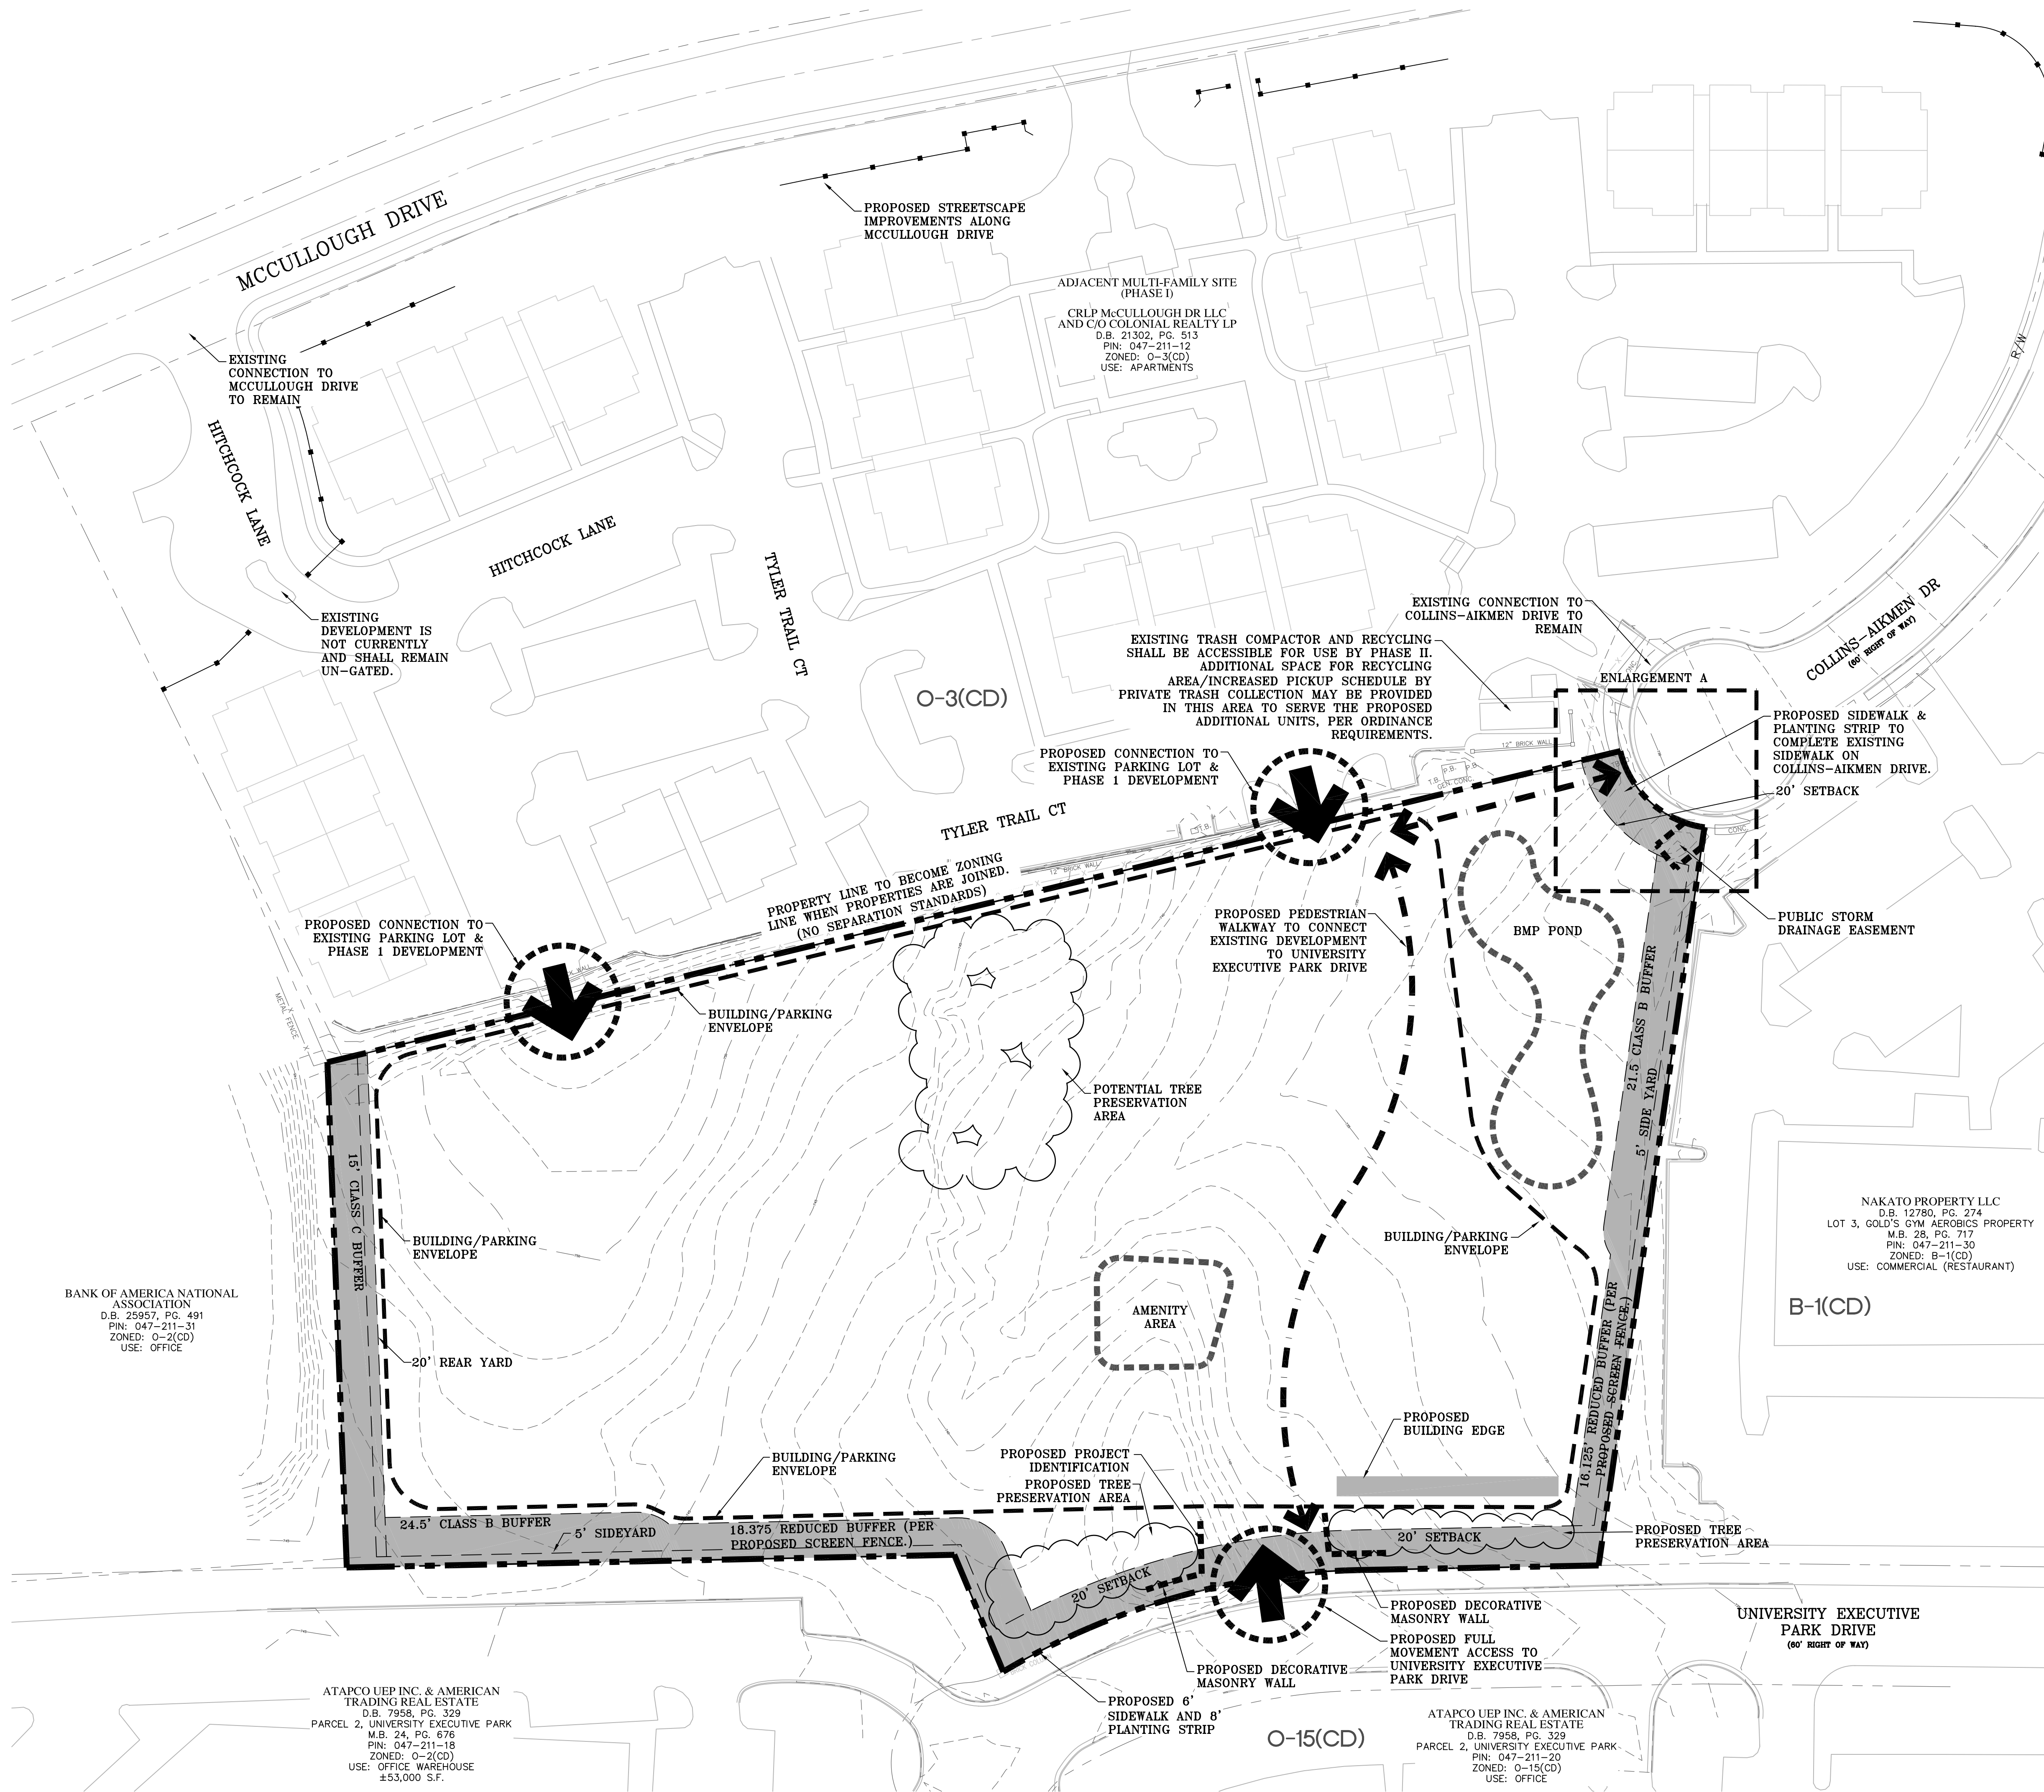 MCCULLOUGH DRIVE
PROPOSED STREETSCAPE
IMPROVEMENTS ALONG
MCCULLOUGH DRIVE
ADJACENT MULTI-FAMILY SITE
(PHASE I)
CRLP McCULLOUGH DR LLC
AND C/O COLONIAL REALTY LP
D.B. 21302, PG. 513
PIN: 047-211-12
ZONED: O-3(CD)
USE: APARTMENTS
R/W
EXISTING
CONNECTION TO
MCCULLOUGH DRIVE
TO REMAIN
HITCHCOCK LANE
HITCHCOCK LANE
TYLER TRAIL CT
EXISTING
DEVELOPMENT IS
NOT CURRENTLY
AND SHALL REMAIN
UN-GATED.
O-3(CD)
EXISTING CONNECTION TO
COLLINS-AIKMEN DRIVE TO
REMAIN
COLLINS-AIKMEN DR
(60' RIGHT OF WAY)
EXISTING TRASH COMPACTOR AND RECYCLING
SHALL BE ACCESSIBLE FOR USE BY PHASE II.
ADDITIONAL SPACE FOR RECYCLING
AREA/INCREASED PICKUP SCHEDULE BY
PRIVATE TRASH COLLECTION MAY BE PROVIDED
IN THIS AREA TO SERVE THE PROPOSED
ADDITIONAL UNITS, PER ORDINANCE
REQUIREMENTS.
ENLARGEMENT A
PROPOSED SIDEWALK &
PLANTING STRIP TO
COMPLETE EXISTING
SIDEWALK ON
COLLINS-AIKMEN DRIVE.
20' SETBACK
CONC.
12" BRICK WALL
P.B.
P.B.
T.B.
GEN. CONC.
PROPOSED CONNECTION TO
EXISTING PARKING LOT &
PHASE 1 DEVELOPMENT
TYLER TRAIL CT
12" BRICK WALL
PROPERTY LINE TO BECOME ZONING
LINE WHEN PROPERTIES ARE JOINED.
(NO SEPARATION STANDARDS)
PROPOSED CONNECTION TO
EXISTING PARKING LOT &
PHASE 1 DEVELOPMENT
PROPOSED PEDESTRIAN
WALKWAY TO CONNECT
EXISTING DEVELOPMENT
TO UNIVERSITY
EXECUTIVE PARK DRIVE
BMP POND
PUBLIC STORM
DRAINAGE EASEMENT
METAL FENCE
BUILDING/PARKING
ENVELOPE
21.5 CLASS B BUFFER
5' SIDE YARD
POTENTIAL TREE
PRESERVATION
AREA
15' CLASS C BUFFER
BUILDING/PARKING
ENVELOPE
BUILDING/PARKING
ENVELOPE
NAKATO PROPERTY LLC
D.B. 12780, PG. 274
LOT 3, GOLD'S GYM AEROBICS PROPERTY
M.B. 28, PG. 717
PIN: 047-211-30
ZONED: B-1(CD)
USE: COMMERCIAL (RESTAURANT)
B-1(CD)
BANK OF AMERICA NATIONAL
ASSOCIATION
D.B. 25957, PG. 491
PIN: 047-211-31
ZONED: O-2(CD)
USE: OFFICE
AMENITY
AREA
20' REAR YARD
16.125' REDUCED BUFFER (PER
PROPOSED SCREEN FENCE.)
PROPOSED
BUILDING EDGE
BUILDING/PARKING
ENVELOPE
PROPOSED PROJECT
IDENTIFICATION
PROPOSED TREE
PRESERVATION AREA
24.5' CLASS B BUFFER
5' SIDEYARD
18.375 REDUCED BUFFER (PER
PROPOSED SCREEN FENCE.)
20' SETBACK
PROPOSED TREE
PRESERVATION AREA
20' SETBACK
PROPOSED DECORATIVE
MASONRY WALL
PROPOSED FULL
MOVEMENT ACCESS TO
UNIVERSITY EXECUTIVE
PARK DRIVE
UNIVERSITY EXECUTIVE
PARK DRIVE
(60' RIGHT OF WAY)
PROPOSED DECORATIVE
MASONRY WALL
PROPOSED 6'
SIDEWALK AND 8'
PLANTING STRIP
ATAPCO UEP INC. & AMERICAN
TRADING REAL ESTATE
D.B. 7958, PG. 329
PARCEL 2, UNIVERSITY EXECUTIVE PARK
M.B. 24, PG. 676
PIN: 047-211-18
ZONED: O-2(CD)
USE: OFFICE WAREHOUSE
±53,000 S.F.
O-15(CD)
ATAPCO UEP INC. & AMERICAN
TRADING REAL ESTATE
D.B. 7958, PG. 329
PARCEL 2, UNIVERSITY EXECUTIVE PARK
PIN: 047-211-20
ZONED: O-15(CD)
USE: OFFICE